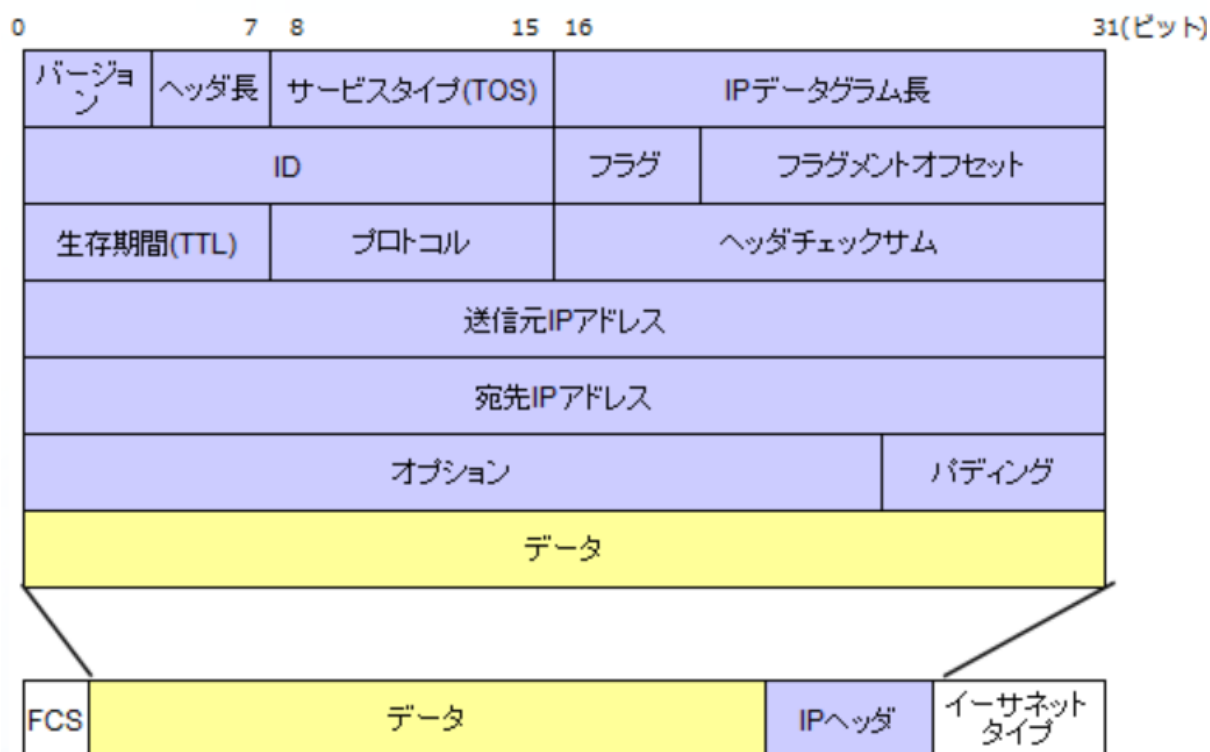 0 7 8 15 16 31(ビット)
バージョ
ン
ヘッダ長
サービスタイプ(TOS)
IPデータグラム長
ID
フラグ
フラグメントオフセット
生存期間(TTL)
プロトコル
ヘッダチェックサム
送信元IPアドレス
宛先IPアドレス
オプション
パディング
データ
FCS
データ
IPヘッダ
イーサネット
タイプ